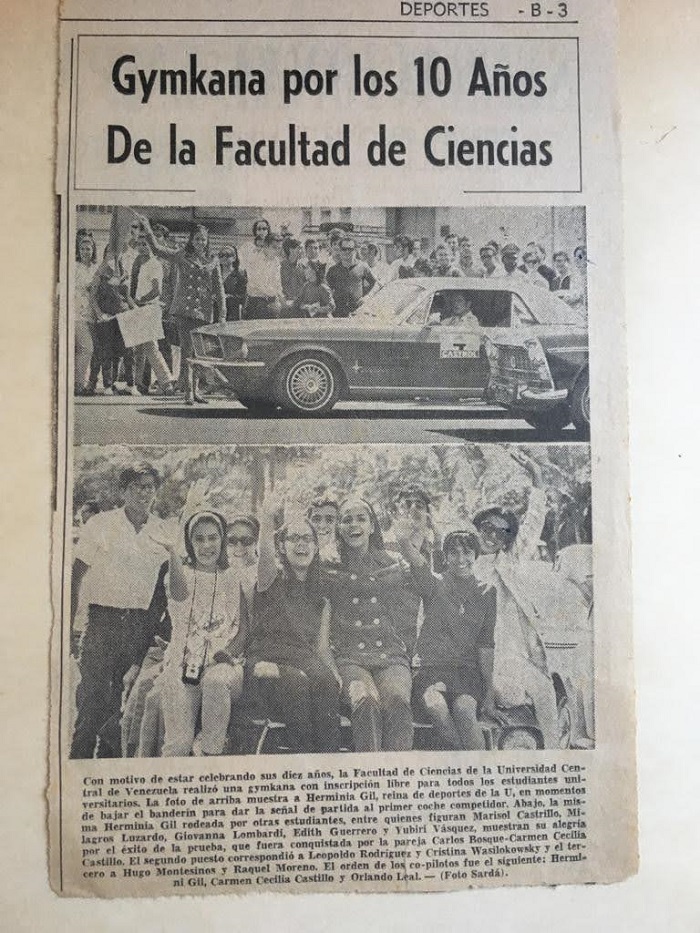 DEPORTES - B - 3
Gymkana por los 10 Años
De la Facultad de Ciencias
CASTROL
Con motivo de estar celebrando sus diez años, la Facultad de Ciencias de la Universidad Cen-
tral de Venezuela realizó una gymkana con inscripción libre para todos los estudiantes uni-
versitarios. La foto de arriba muestra a Herminia Gil, reina de deportes de la U, en momentos
de bajar el banderín para dar la señal de partida al primer coche competidor. Abajo, la mis-
ma Herminia Gil rodeada por otras estudiantes, entre quienes figuran Marisol Castrillo, Mi-
lagros Luzardo, Giovanna Lombardi, Edith Guerrero y Yubirí Vásquez, muestran su alegría
por el éxito de la prueba, que fuera conquistada por la pareja Carlos Bosque-Carmen Cecilia
Castillo. El segundo puesto correspondió a Leopoldo Rodríguez y Cristina Wasilokowsky y el ter-
cero a Hugo Montesinos y Raquel Moreno. El orden de los co-pilotos fue el siguiente: Hermi-
ni Gil, Carmen Cecilia Castillo y Orlando Leal. — (Foto Sardá).